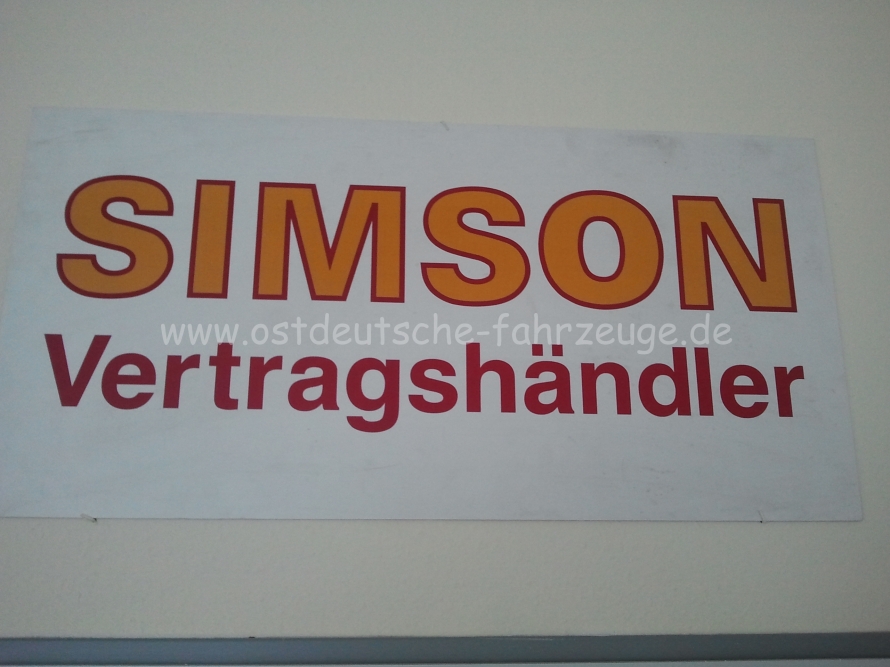 SIMSON
www.ostdeutsche-fahrzeuge.de
Vertragshändler